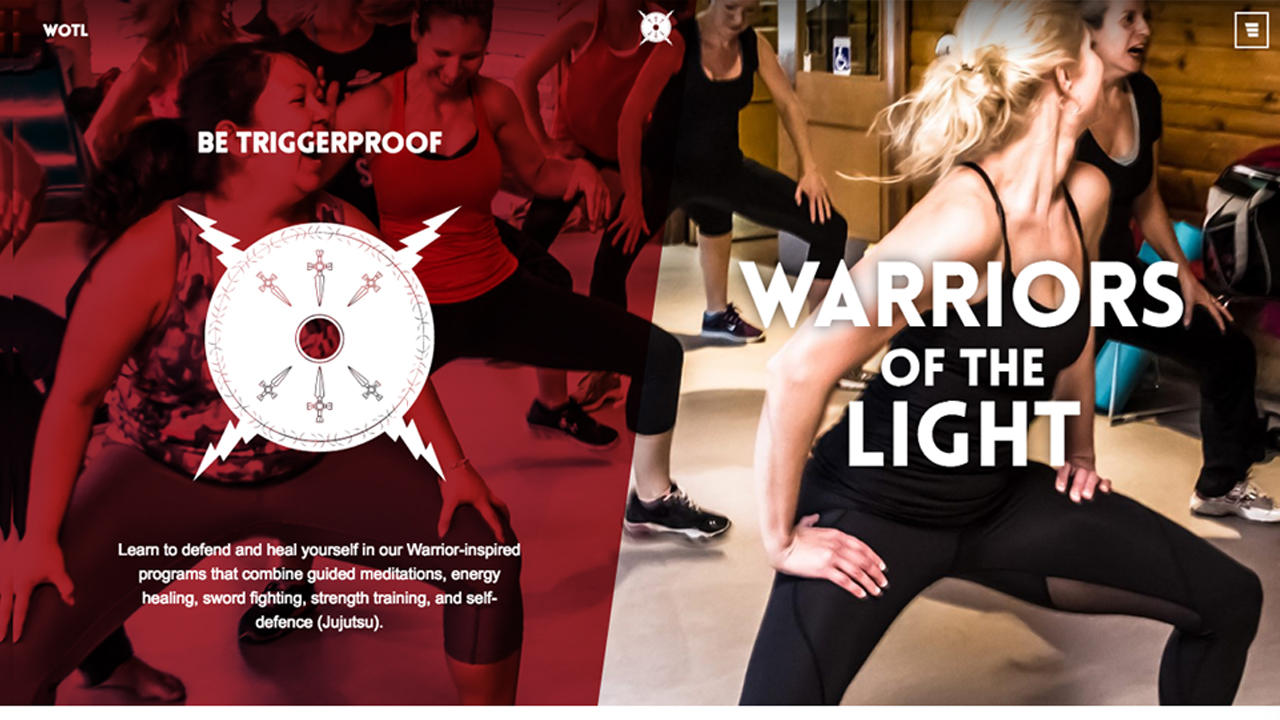 WOTL
BE TRIGGERPROOF
Learn to defend and heal yourself in our Warrior-inspired
programs that combine guided meditations, energy
healing, sword fighting, strength training, and self-
defence (Jujutsu).
WARRIORS
OF THE
LIGHT